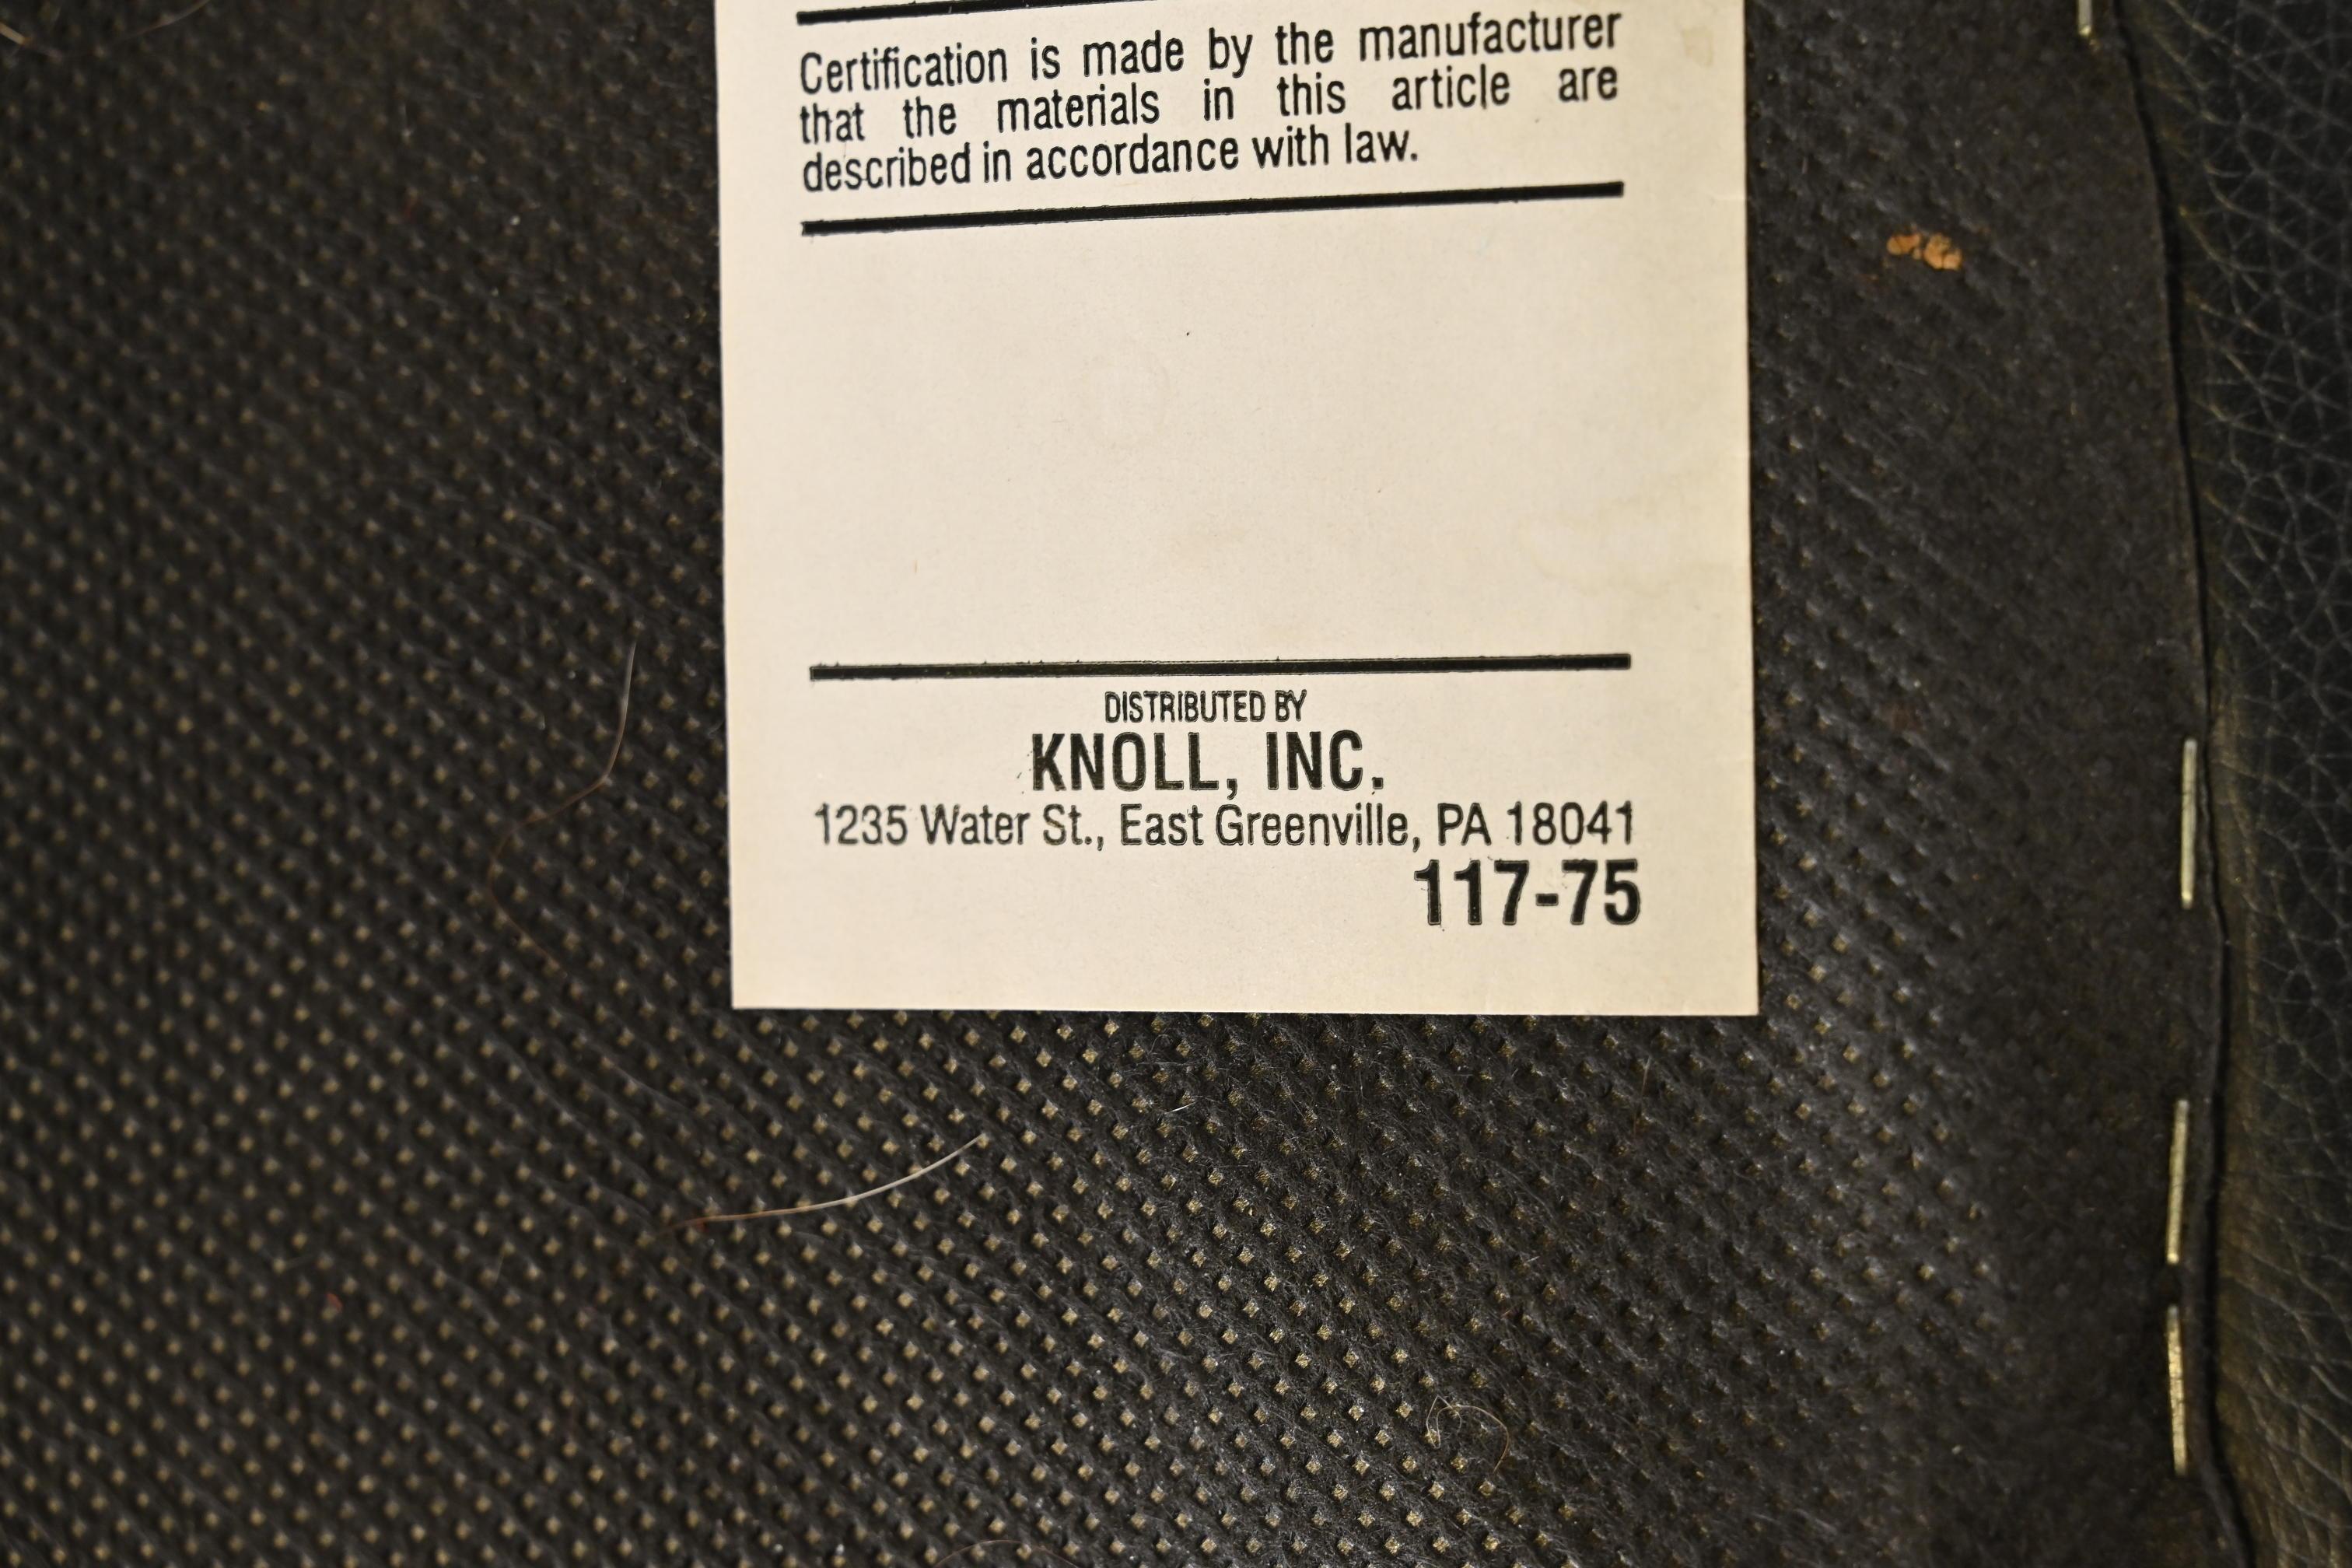 Certification is made by the manufacturer
that the materials in this article are
described in accordance with law.
DISTRIBUTED BY
KNOLL, INC.
1235 Water St., East Greenville, PA 18041
117-75